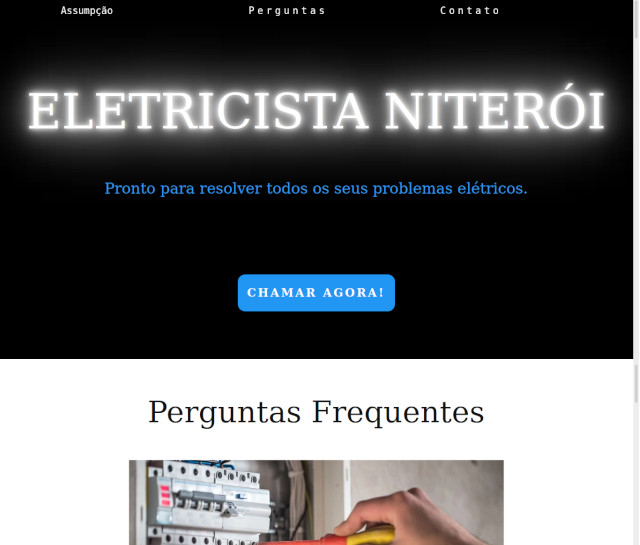 Assumpção Perguntas Contato
ELETRICISTA NITERÓI
Pronto para resolver todos os seus problemas elétricos.
CHAMAR AGORA!
Perguntas Frequentes